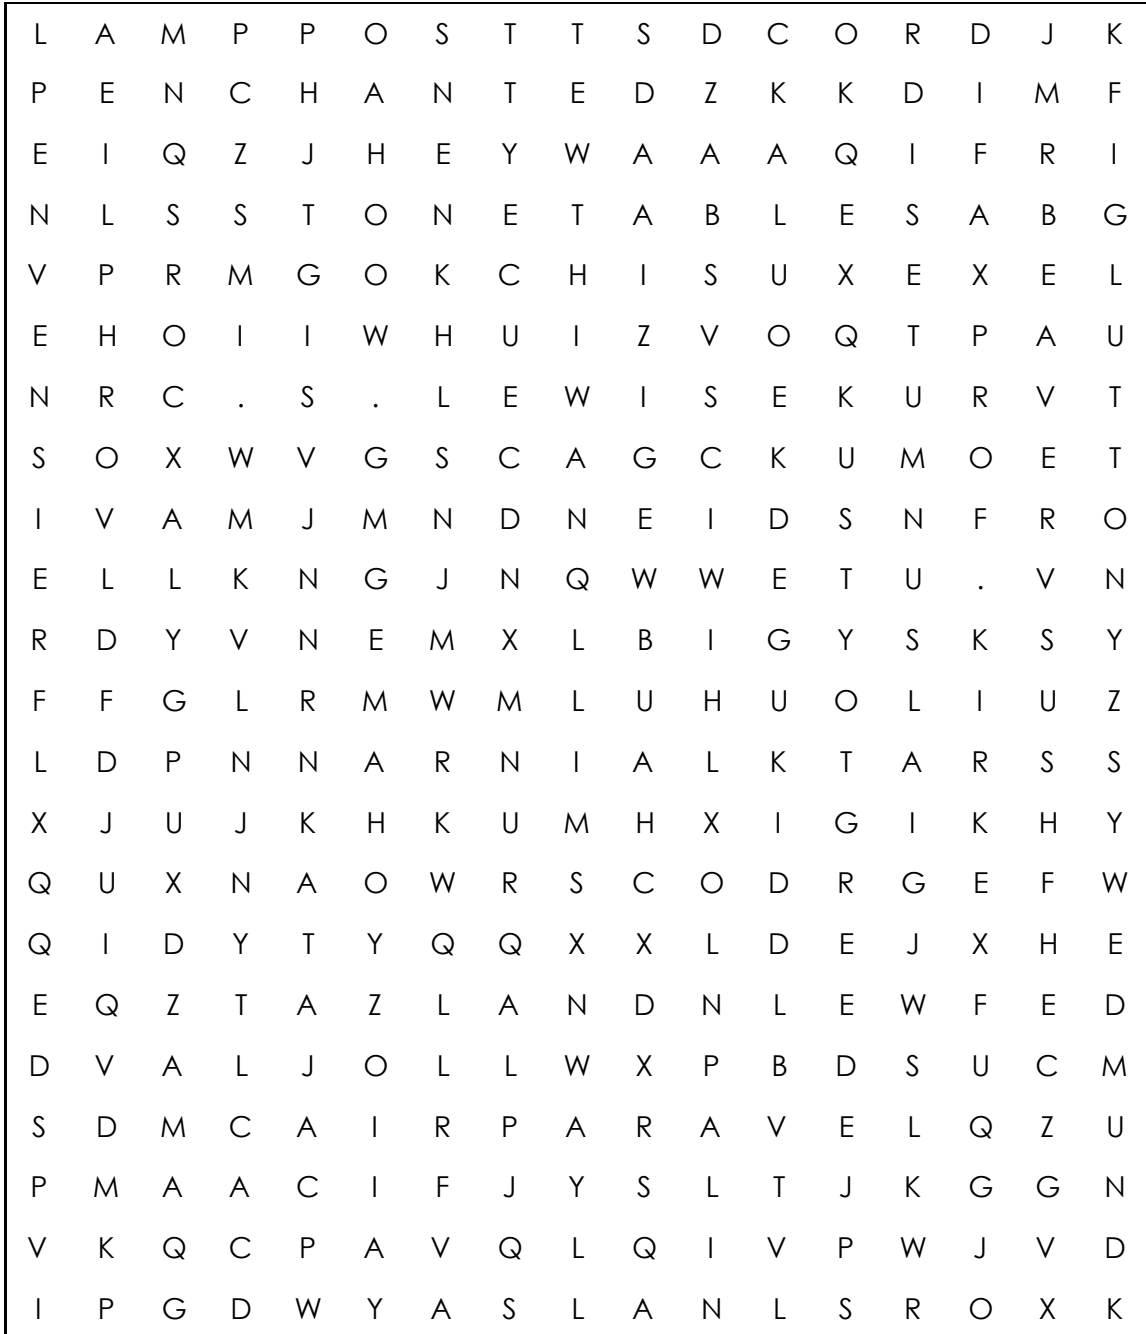 L A M P P O S T T S D C O R D J K
P E N C H A N T E D Z K K D I M F
E I Q Z J H E Y W A A A Q I F R I
N L S S T O N E T A B L E S A B G
V P R M G O K C H I S U X E X E L
E H O I I W H U I Z V O Q T P A U
N R C . S . L E W I S E K U R V T
S O X W V G S C A G C K U M O E T
I V A M J M N D N E I D S N F R O
E L L K N G J N Q W W E T U . V N
R D Y V N E M X L B I G Y S K S Y
F F G L R M W M L U H U O L I U Z
L D P N N A R N I A L K T A R S S
X J U J K H K U M H X I G I K H Y
Q U X N A O W R S C O D R G E F W
Q I D Y T Y Q Q X X L D E J X H E
E Q Z T A Z L A N D N L E W F E D
D V A L J O L L W X P B D S U C M
S D M C A I R P A R A V E L Q Z U
P M A A C I F J Y S L T J K G G N
V K Q C P A V Q L Q I V P W J V D
I P G D W Y A S L A N L S R O X K